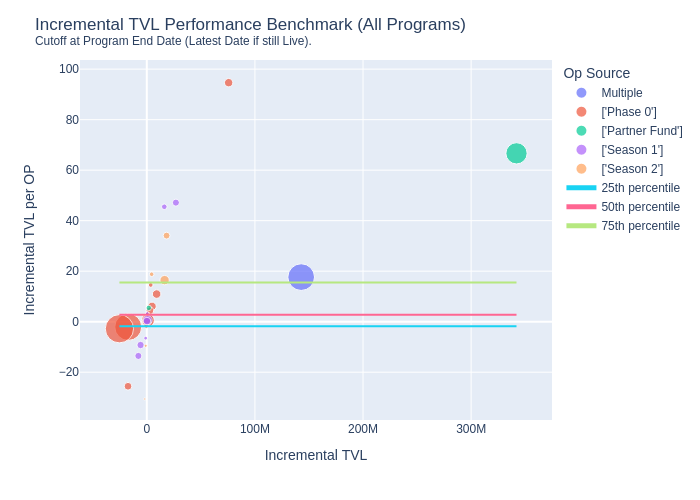 Incremental TVL Performance Benchmark (All Programs)
Cutoff at Program End Date (Latest Date if still Live).
100
80
60
40
20
0
−20
Incremental TVL per OP
0
100M
200M
300M
Incremental TVL
Op Source
Multiple
['Phase 0']
['Partner Fund']
['Season 1']
['Season 2']
25th percentile
50th percentile
75th percentile